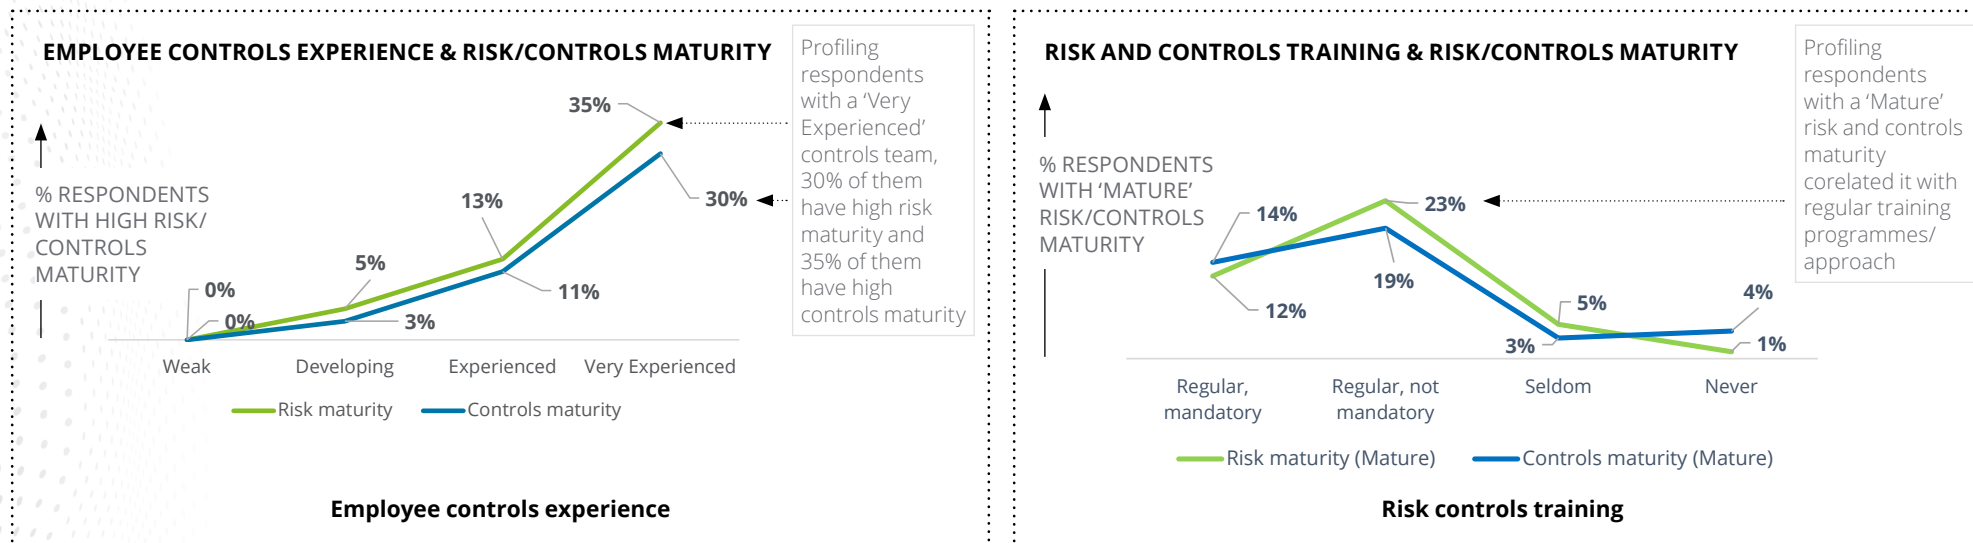 EMPLOYEE CONTROLS EXPERIENCE & RISK/CONTROLS MATURITY
% RESPONDENTS
WITH HIGH RISK/
CONTROLS
MATURITY
35%
30%
13%
11%
5%
3%
0%
0%
Weak
Developing
Experienced
Very Experienced
Risk maturity
Controls maturity
Employee controls experience
Profiling
respondents
with a ‘Very
Experienced’
controls team,
30% of them
have high risk
maturity and
35% of them
have high
controls maturity
RISK AND CONTROLS TRAINING & RISK/CONTROLS MATURITY
% RESPONDENTS
WITH ‘MATURE’
RISK/CONTROLS
MATURITY
14%
12%
23%
19%
5%
3%
4%
1%
Regular,
mandatory
Regular, not
mandatory
Seldom
Never
Risk maturity (Mature)
Controls maturity (Mature)
Risk controls training
Profiling
respondents
with a ‘Mature’
risk and controls
maturity
corelated it with
regular training
programmes/
approach